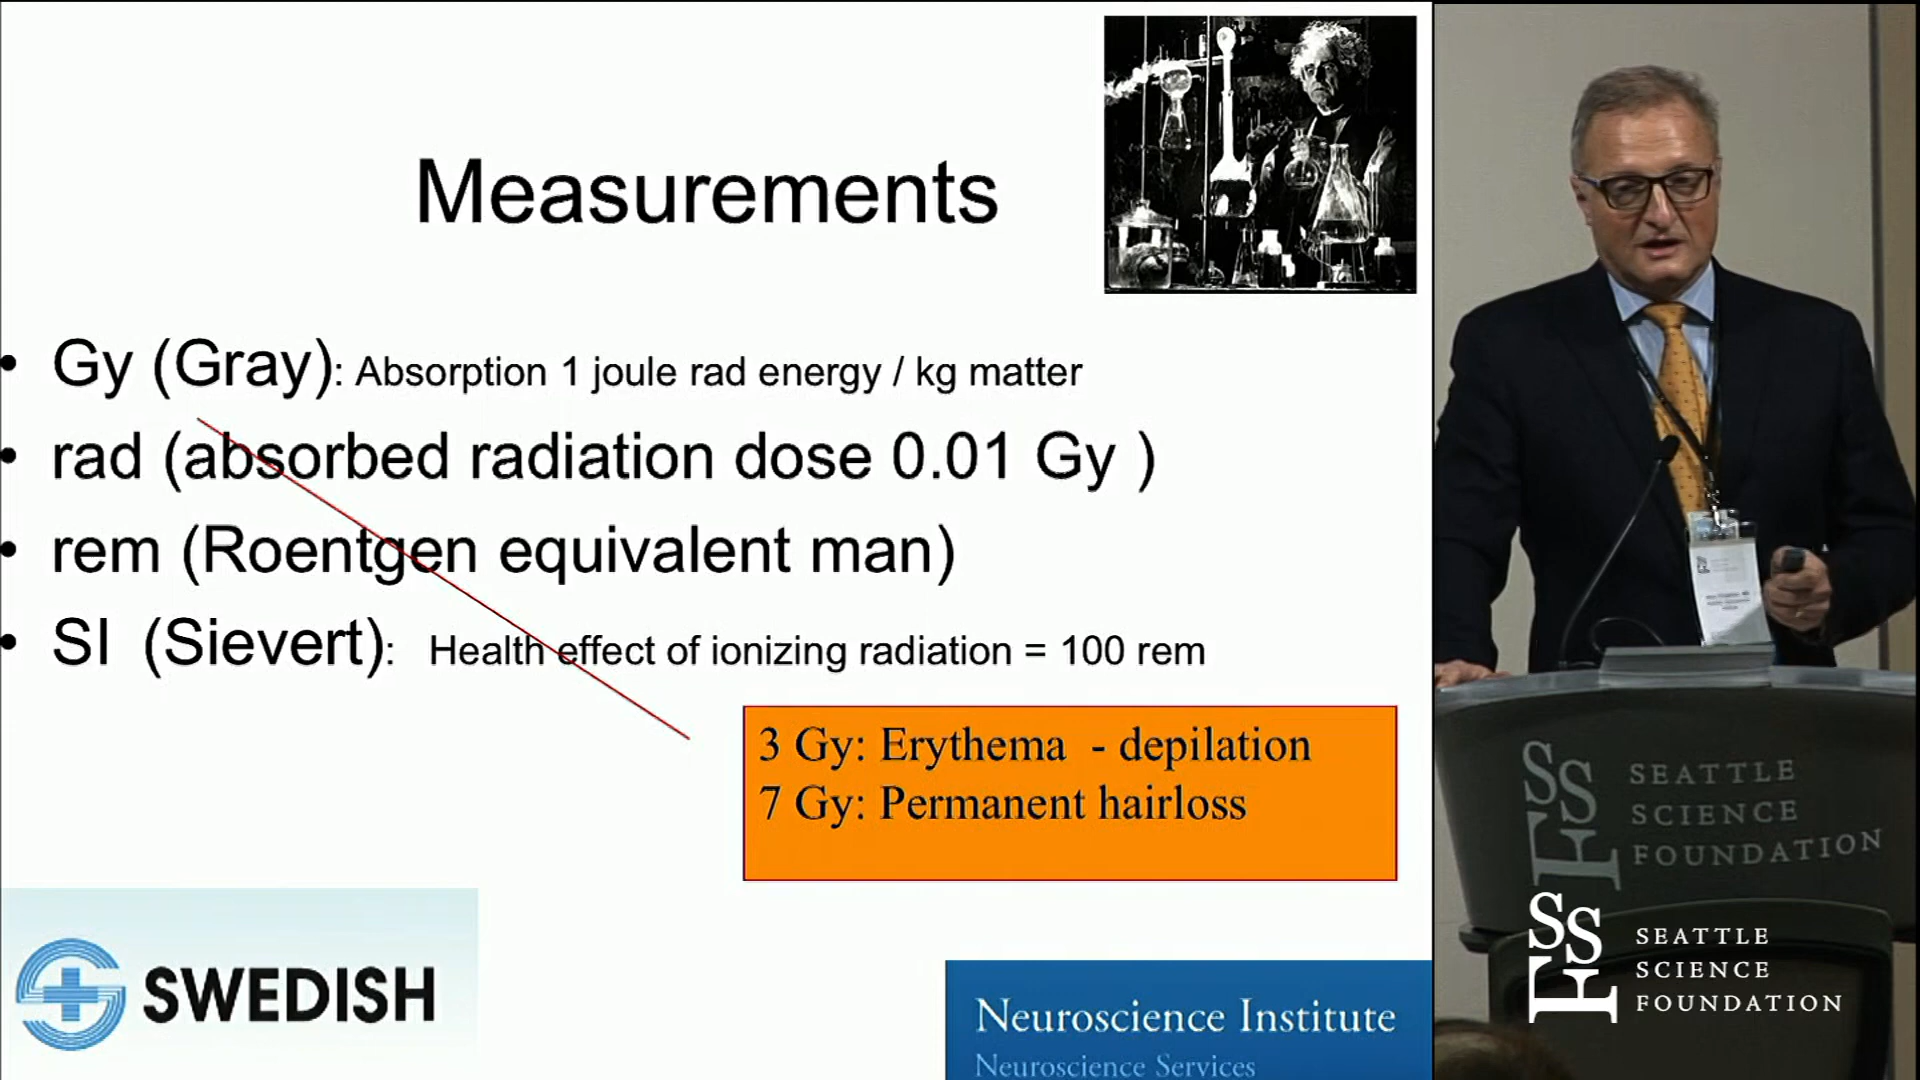 Measurements
• Gy (Gray): Absorption 1 joule rad energy / kg matter
• rad (absorbed radiation dose 0.01 Gy )
• rem (Roentgen equivalent man)
• SI (Sievert): Health effect of ionizing radiation = 100 rem
3 Gy: Erythema - depilation
7 Gy: Permanent hairloss
SWEDISH
Neuroscience Institute
Neuroscience Services
SSF
SEATTLE
SCIENCE
FOUNDATION
SSF
SEATTLE
SCIENCE
FOUNDATION